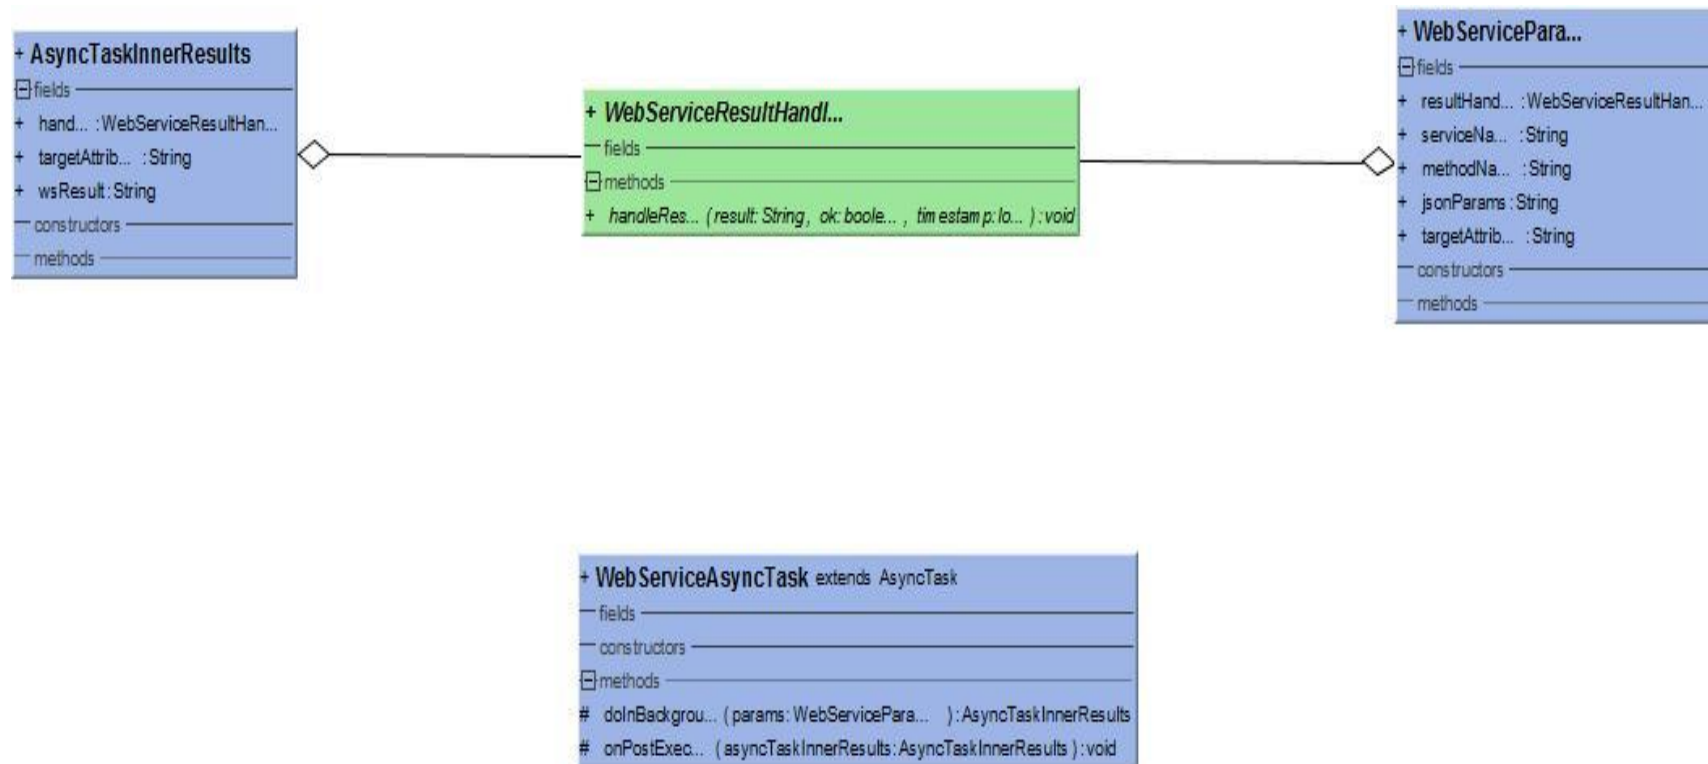 + AsyncTaskInnerResults
fields
+ hand... :WebServiceResultHan...
+ targetAttrib... :String
+ wsResult:String
constructors
methods
+ WebServiceResultHandl...
fields
methods
+ handleRes... (result:String, ok:boole... , timestamp:lo... ):void
+ WebServicePara...
fields
+ resultHand... :WebServiceResultHan...
+ serviceNa... :String
+ methodNa... :String
+ jsonParams:String
+ targetAttrib... :String
constructors
methods
+ WebServiceAsyncTask extends AsyncTask
fields
constructors
methods
# doInBackgrou... (params:WebServicePara... ):AsyncTaskInnerResults
# onPostExec... (asyncTaskInnerResults:AsyncTaskInnerResults):void